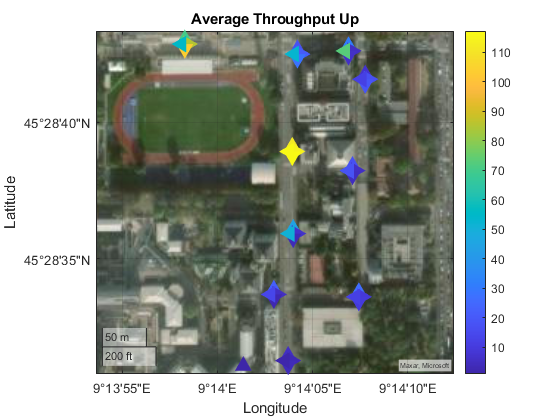 Average Throughput Up
45°28'40"N
45°28'35"N
Latitude
50 m
200 ft
Maxar, Microsoft
9°13'55"E
9°14'E
9°14'05"E
9°14'10"E
Longitude
110
100
90
80
70
60
50
40
30
20
10